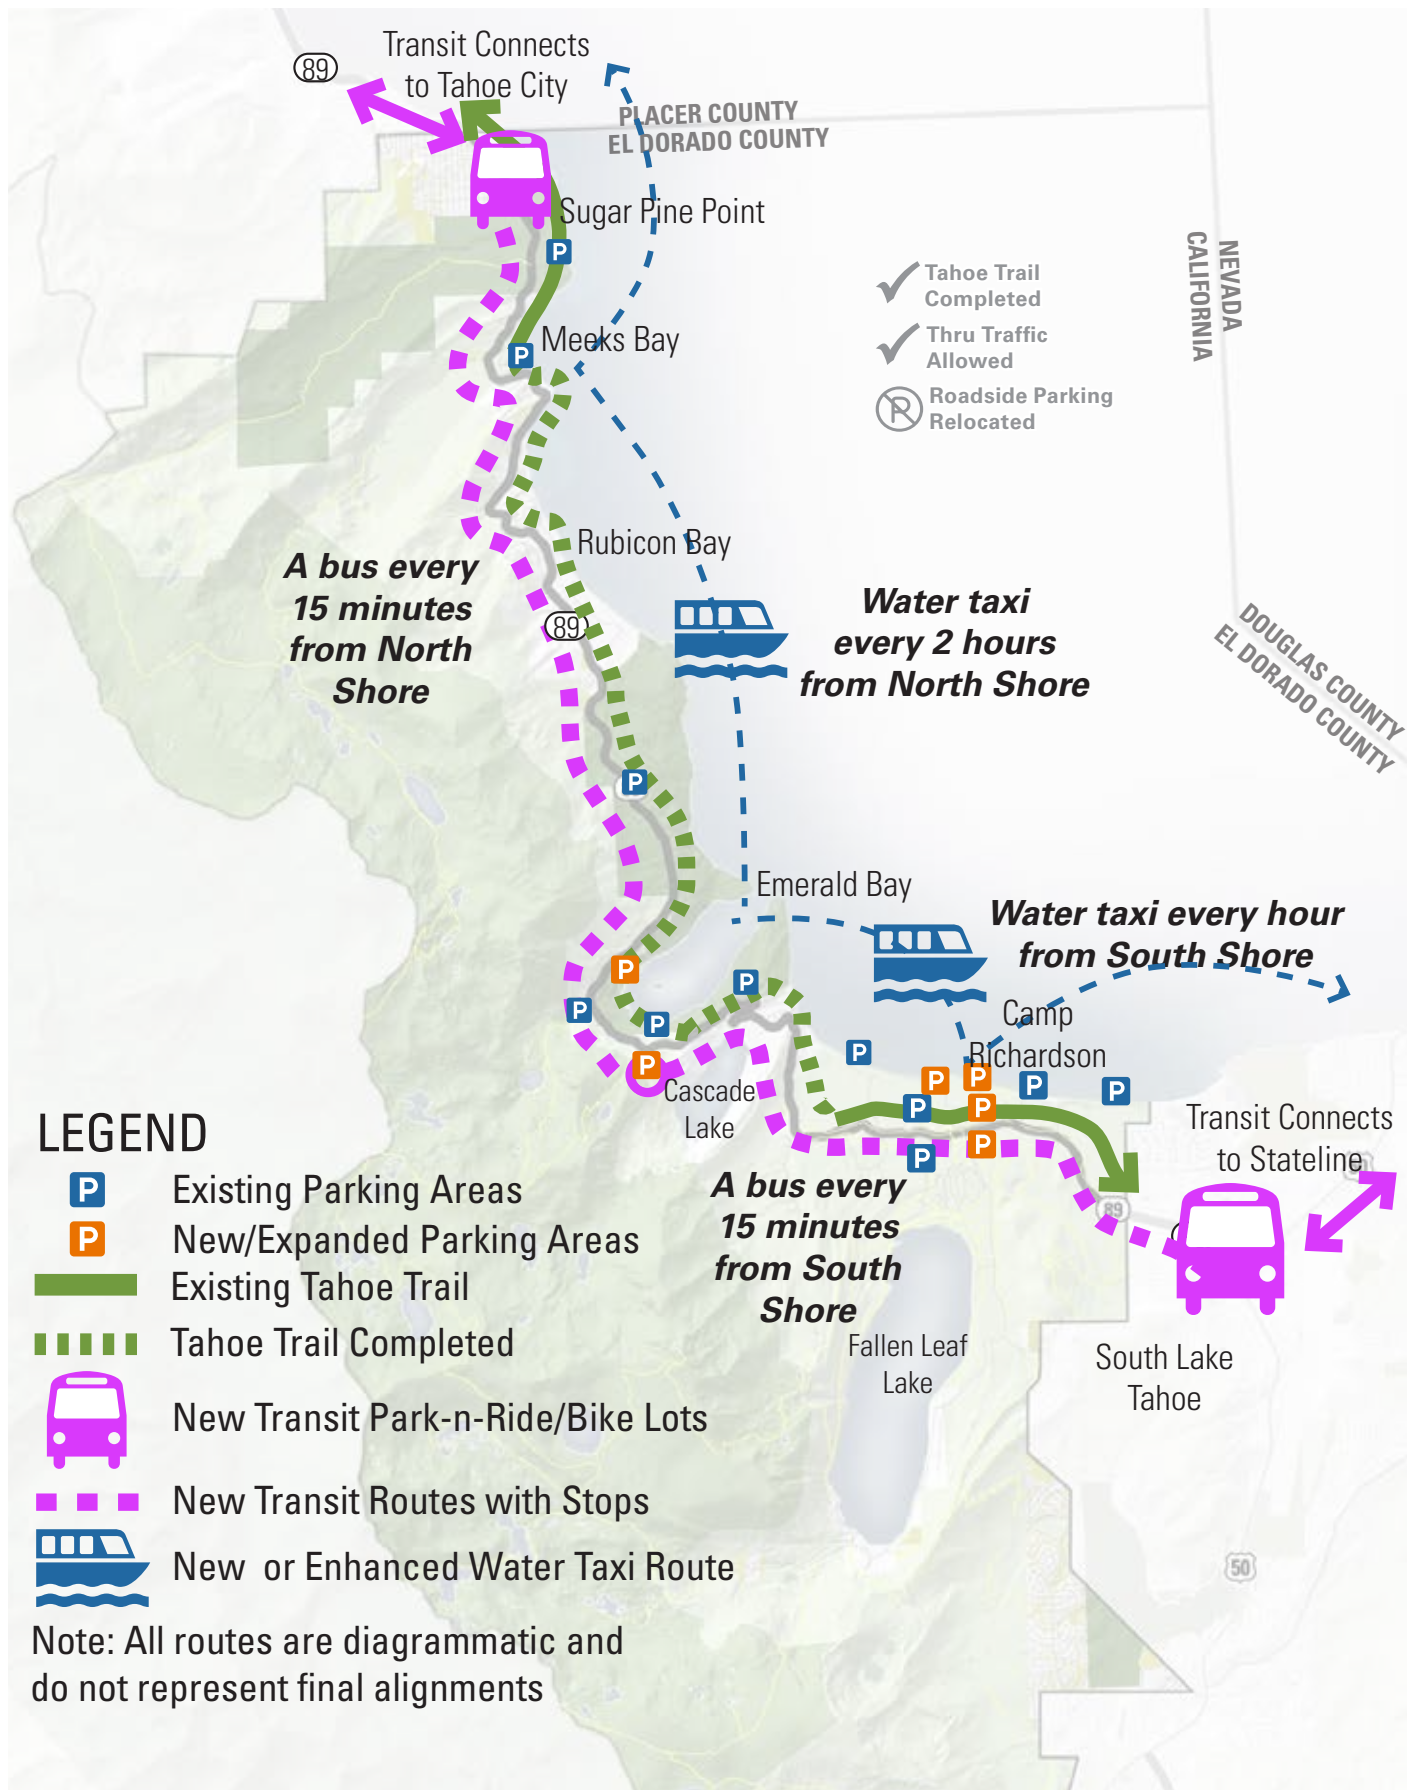 Transit Connects
to Tahoe City
89
PLACER COUNTY
EL DORADO COUNTY
Sugar Pine Point
P
NEVADA
CALIFORNIA
Tahoe Trail
Completed
Thru Traffic
Allowed
P
Roadside Parking
Relocated
Meeks Bay
P
Rubicon Bay
A bus every
15 minutes
from North
Shore
89
Water taxi
every 2 hours
from North Shore
DOUGLAS COUNTY
EL DORADO COUNTY
P
Emerald Bay
Water taxi every hour
from South Shore
P
P
P
P
Camp
Richardson
P
P
Cascade
Lake
P
P
P
P
P
P
P
P
Transit Connects
to Stateline
A bus every
15 minutes
from South
Shore
89
Fallen Leaf
Lake
South Lake
Tahoe
50
LEGEND
P Existing Parking Areas
P New/Expanded Parking Areas
Existing Tahoe Trail
Tahoe Trail Completed
New Transit Park-n-Ride/Bike Lots
New Transit Routes with Stops
New or Enhanced Water Taxi Route
Note: All routes are diagrammatic and
do not represent final alignments